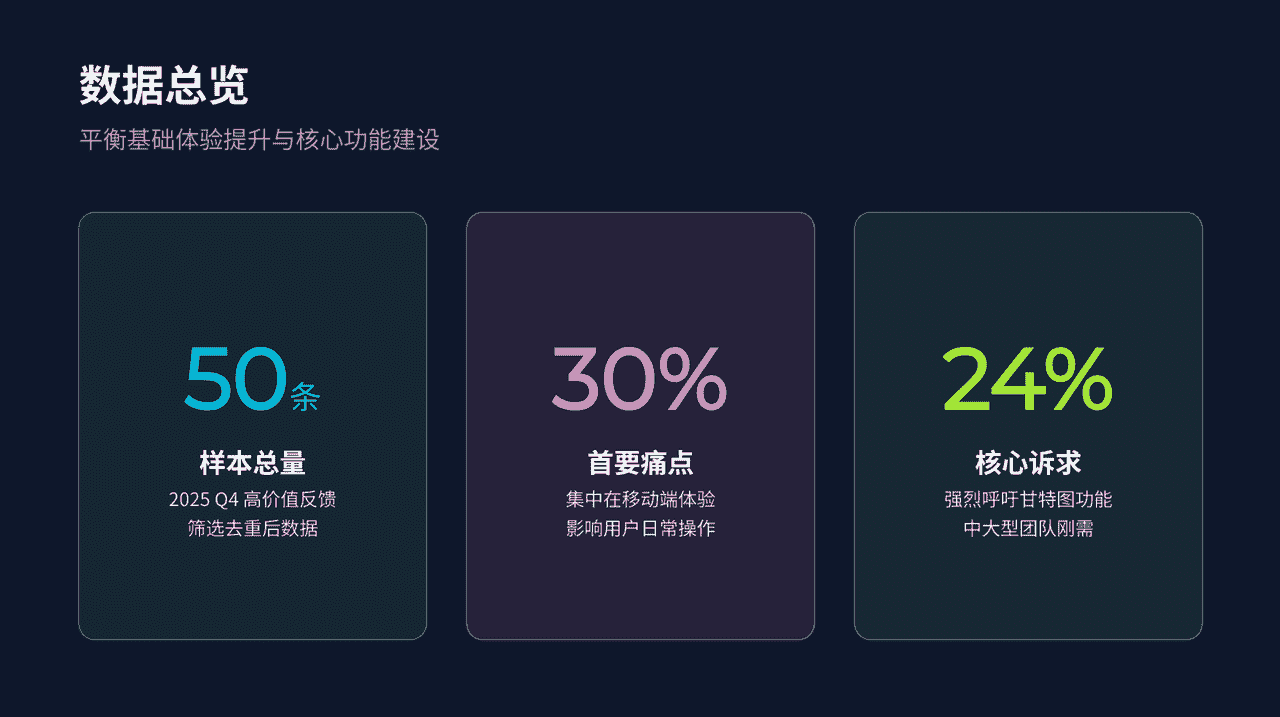 数据总览
平衡基础体验提升与核心功能建设
50条
样本总量
2025 Q4 高价值反馈
筛选去重后数据
30%
首要痛点
集中在移动端体验
影响用户日常操作
24%
核心诉求
强烈呼吁甘特图功能
中大型团队刚需